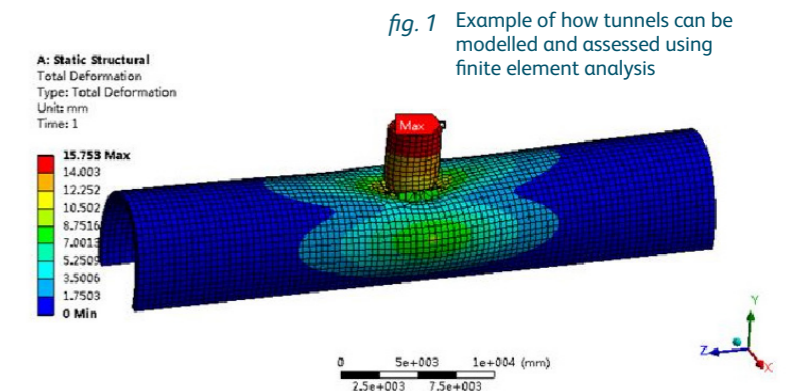 fig. 1 Example of how tunnels can be
modelled and assessed using
finite element analysis
A: Static Structural
Total Deformation
Type: Total Deformation
Unit: mm
Time: 1
Max
15.753 Max
14.003
12.252
10.502
8.7516
7.0013
5.2509
3.5006
1.7503
0 Min
0 5e+003 1e+004 (mm)
2.5e+003 7.5e+003
Y
Z
X